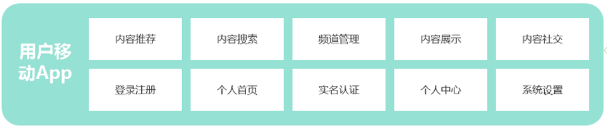 用户移
动App
内容推荐 内容搜索 频道管理 内容展示 内容社交
登录注册 个人首页 实名认证 个人中心 系统设置